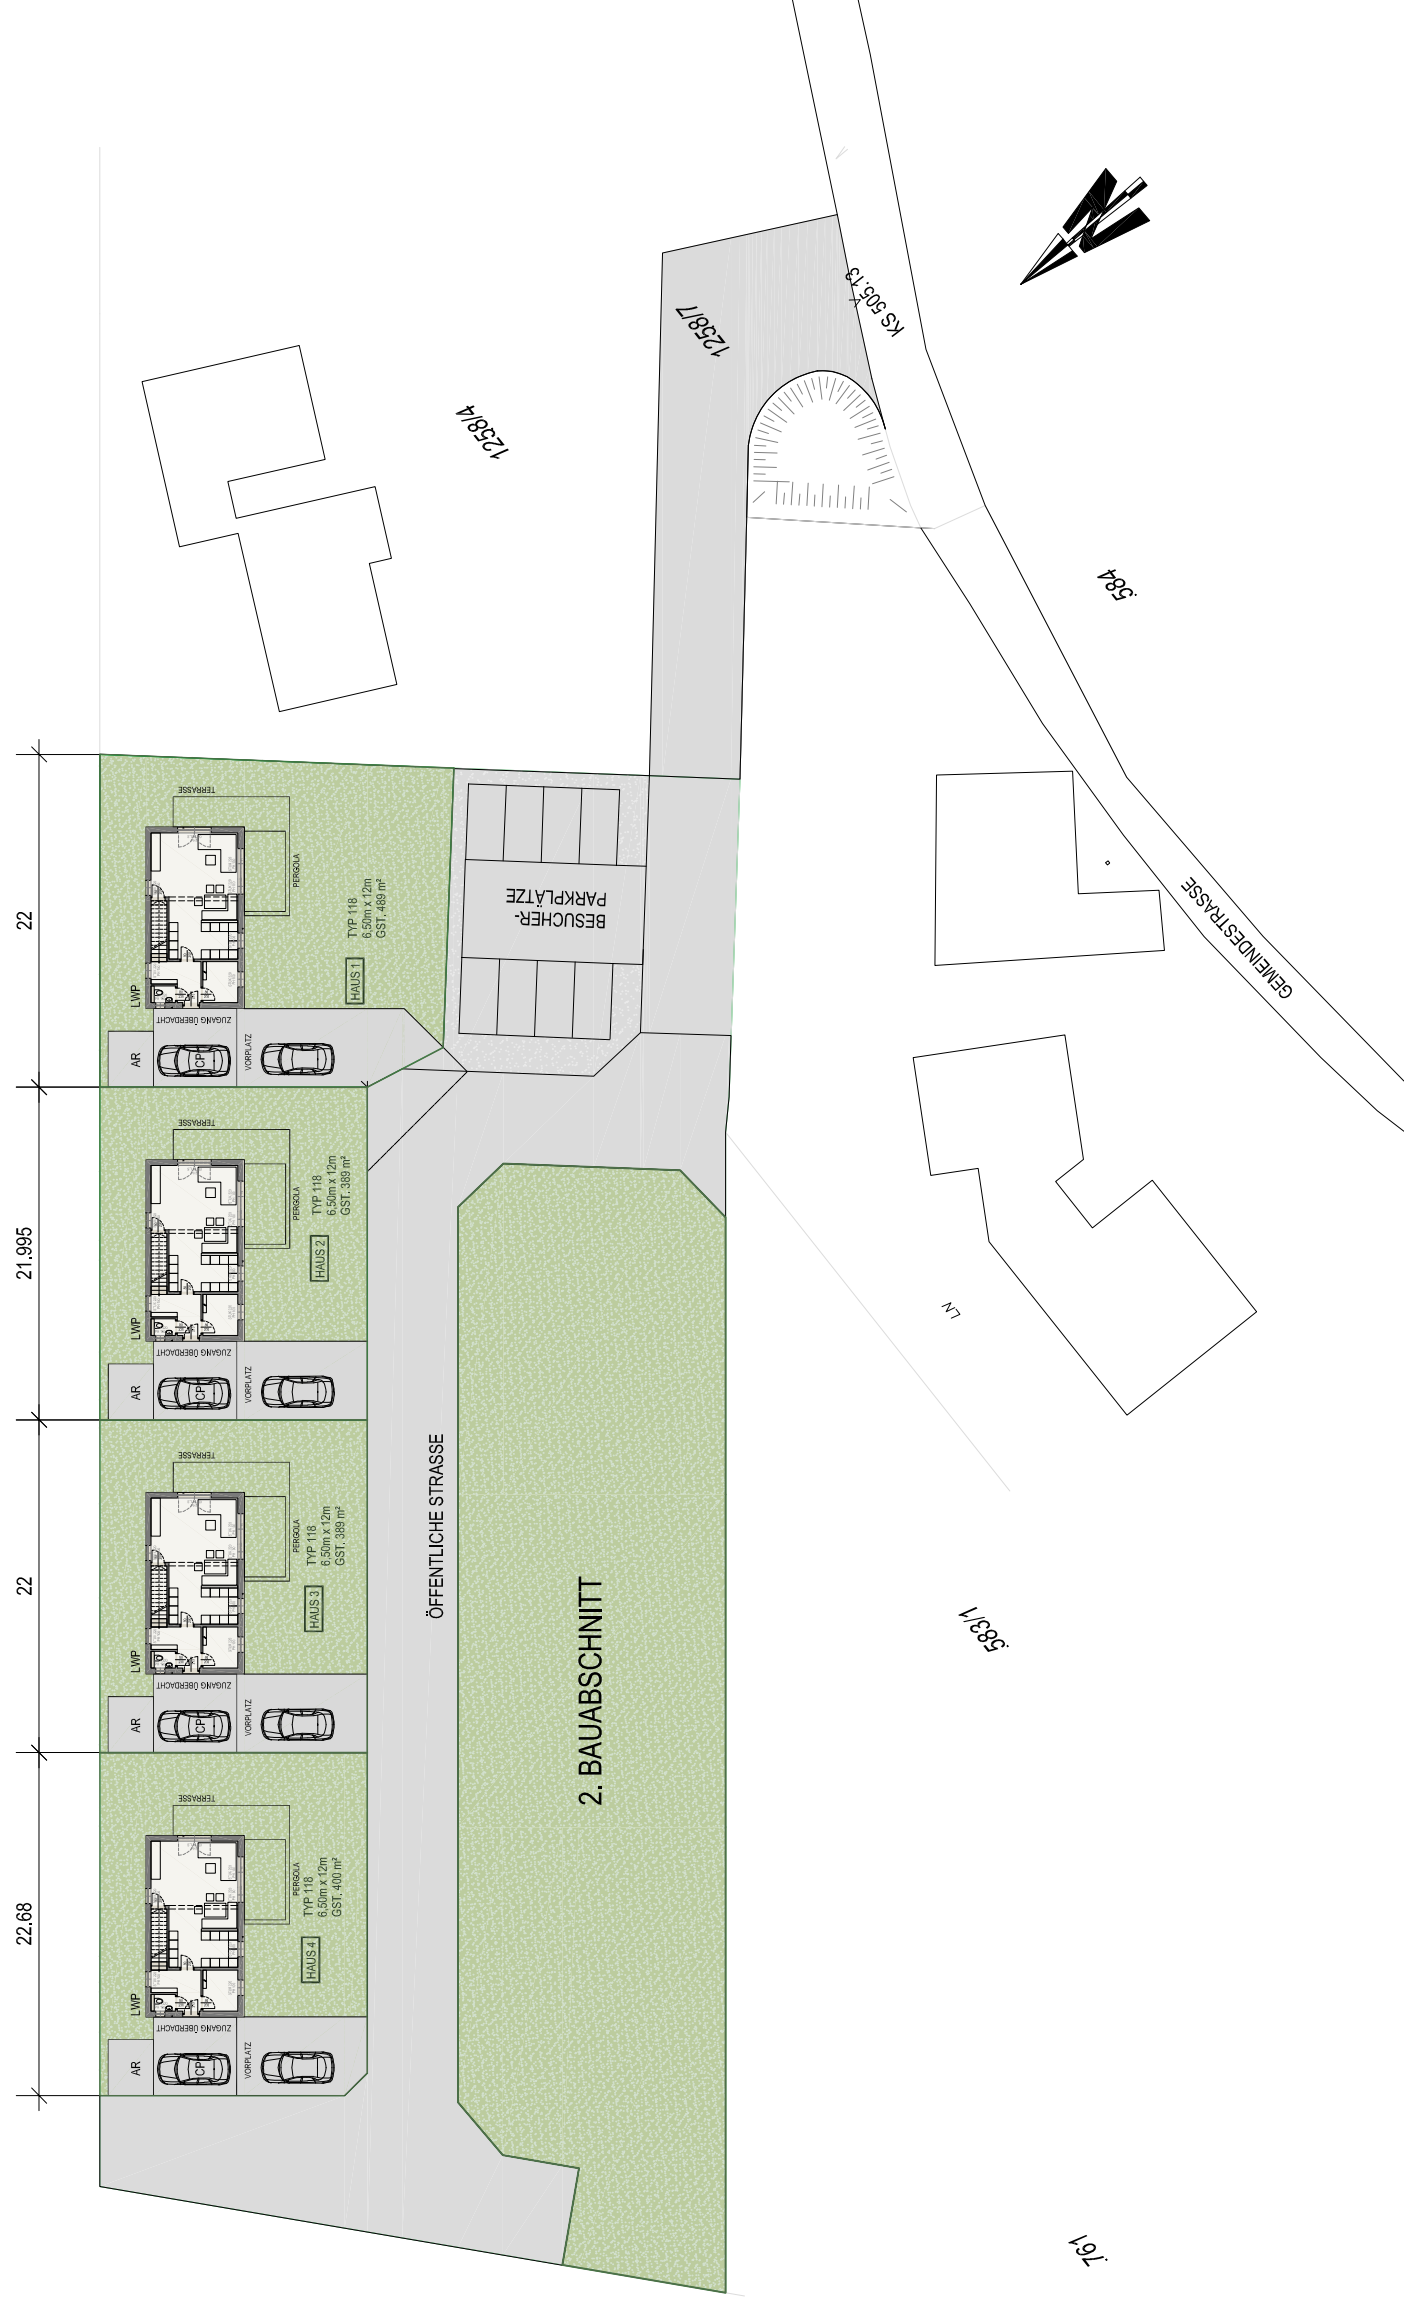 KS 505.13
1258/7
1258/4
.584
GEMEINDESTRASSE
22
TERRASSE
PERGOLA
TYP 118
6,50m x 12m
GST. 489 m²
HAUS 1
LWP
AR
ZUGANG ÜBERDACHT
CP
VORPLATZ
BESUCHER-
PARKPLÄTZE
21.995
TERRASSE
PERGOLA
TYP 118
6,50m x 12m
GST. 389 m²
HAUS 2
LWP
AR
ZUGANG ÜBERDACHT
CP
VORPLATZ
LN
22
TERRASSE
PERGOLA
TYP 118
6,50m x 12m
GST. 389 m²
HAUS 3
LWP
AR
ZUGANG ÜBERDACHT
CP
VORPLATZ
ÖFFENTLICHE STRASSE
2. BAUABSCHNITT
.583/1
22.68
TERRASSE
PERGOLA
TYP 118
6,50m x 12m
GST. 400 m²
HAUS 4
LWP
AR
ZUGANG ÜBERDACHT
CP
VORPLATZ
.761